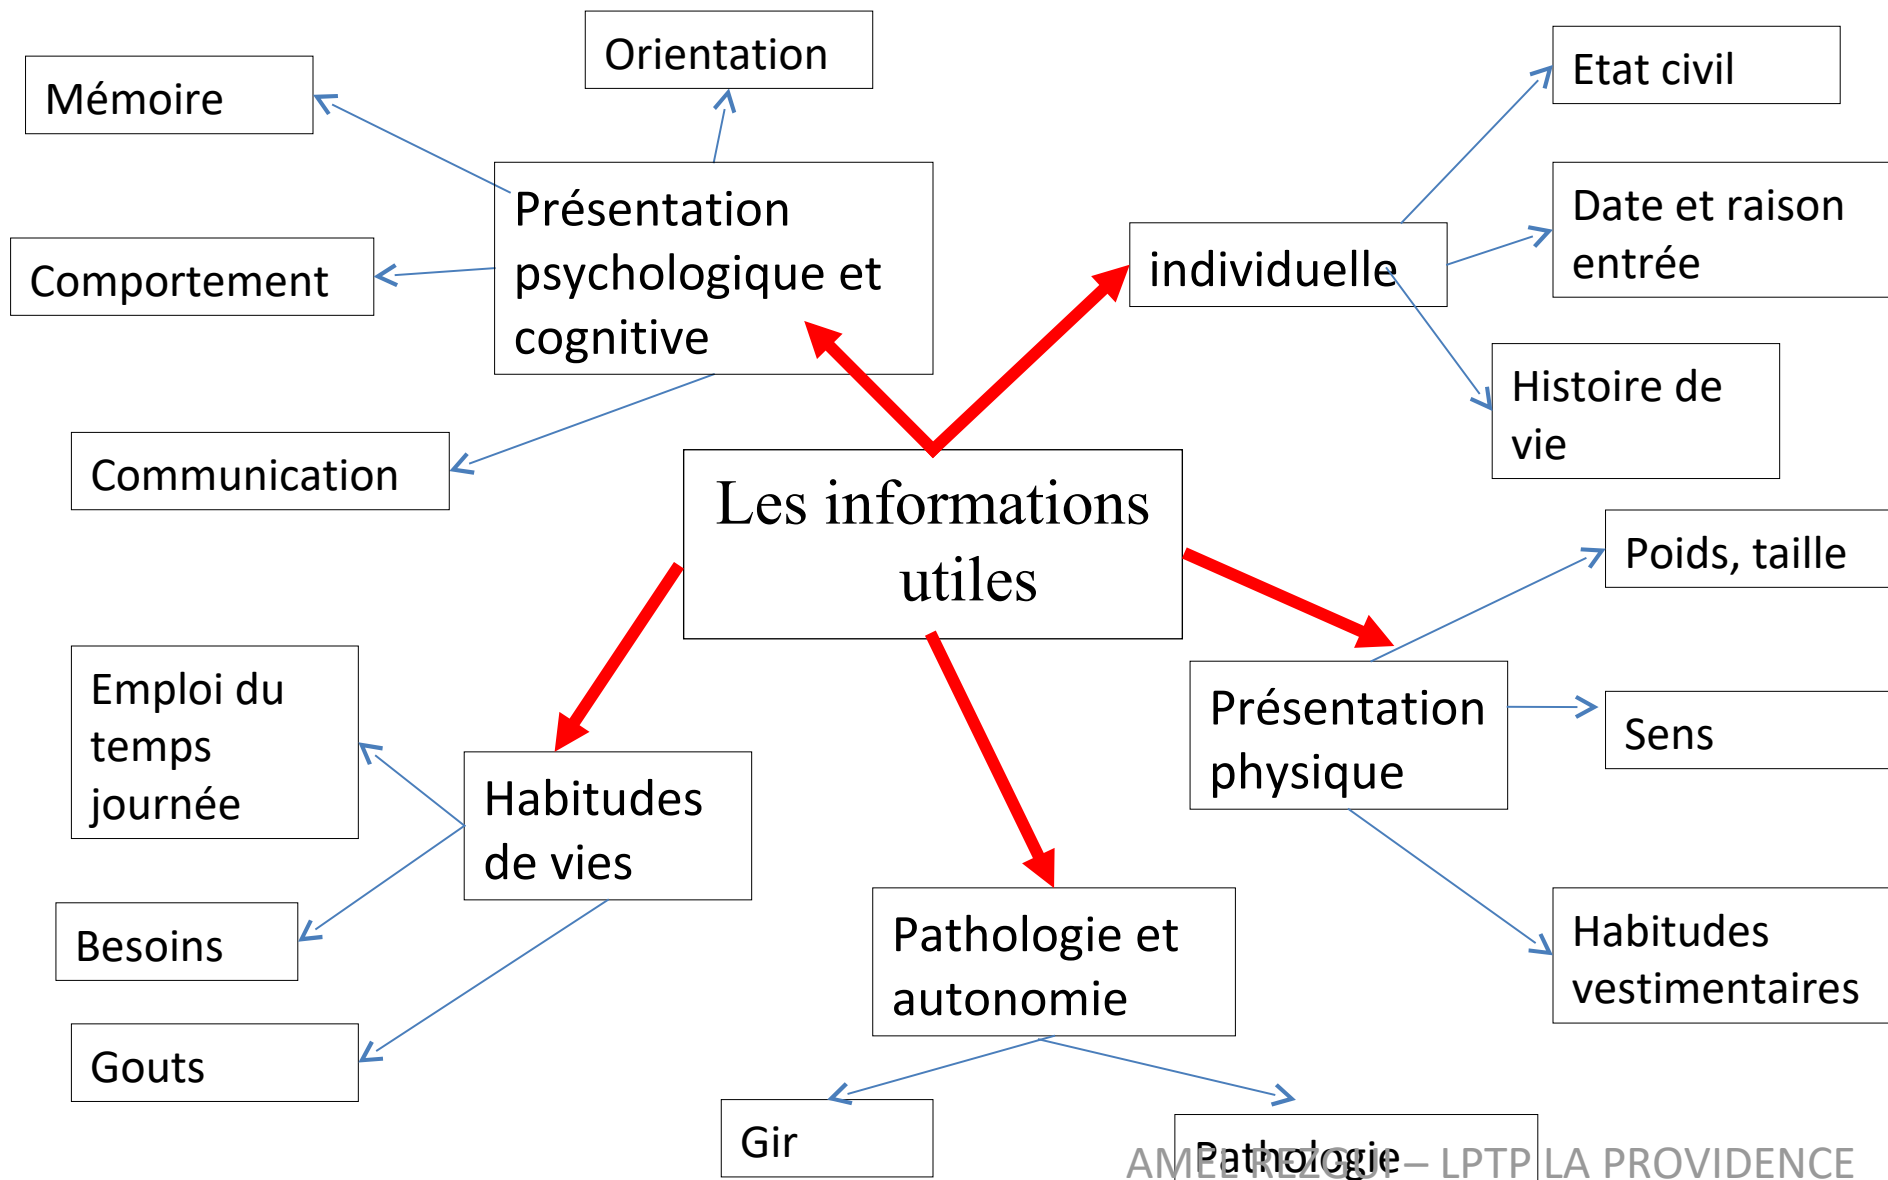 Orientation
Mémoire
Etat civil
Présentation
psychologique et
cognitive
Date et raison
entrée
individuelle
Comportement
Histoire de
vie
Communication
Les informations
utiles
Poids, taille
Emploi du
temps
journée
Présentation
physique
Sens
Habitudes
de vies
Besoins
Pathologie et
autonomie
Habitudes
vestimentaires
Gouts
Gir
Pathologie
AMEL REZGUI – LPTP LA PROVIDENCE